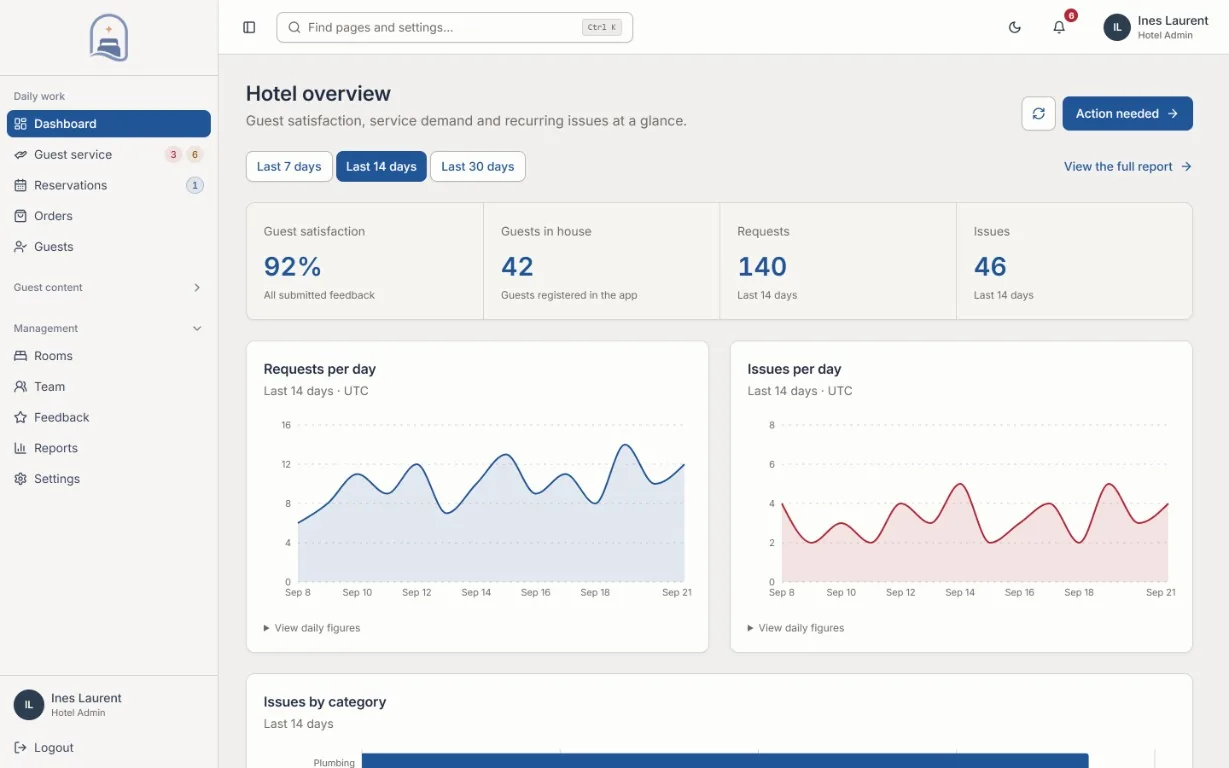 Find pages and settings...
Ctrl K
6
IL
Ines Laurent
Hotel Admin
Daily work
Dashboard
Guest service
3
6
Reservations
1
Orders
Guests
Guest content
Management
Rooms
Team
Feedback
Reports
Settings
IL
Ines Laurent
Hotel Admin
Logout
Hotel overview
Guest satisfaction, service demand and recurring issues at a glance.
Action needed
Last 7 days
Last 14 days
Last 30 days
View the full report
Guest satisfaction
92%
All submitted feedback
Guests in house
42
Guests registered in the app
Requests
140
Last 14 days
Issues
46
Last 14 days
Requests per day
Last 14 days · UTC
16
12
8
4
0
Sep 8 Sep 10 Sep 12 Sep 14 Sep 16 Sep 18 Sep 21
View daily figures
Issues per day
Last 14 days · UTC
8
6
4
2
0
Sep 8 Sep 10 Sep 12 Sep 14 Sep 16 Sep 18 Sep 21
View daily figures
Issues by category
Last 14 days
Plumbing